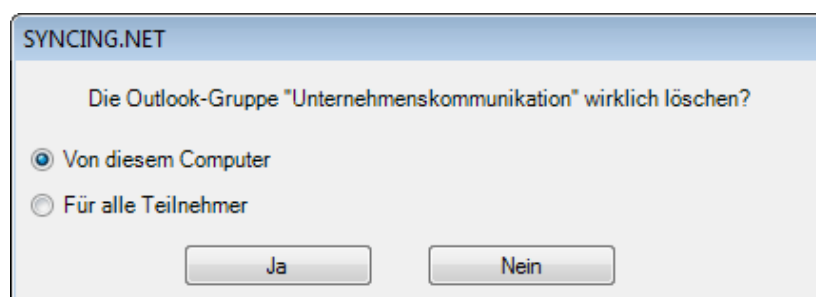 SYNCING.NET
Die Outlook-Gruppe "Unternehmenskommunikation" wirklich löschen?
Von diesem Computer
Für alle Teilnehmer
Ja Nein